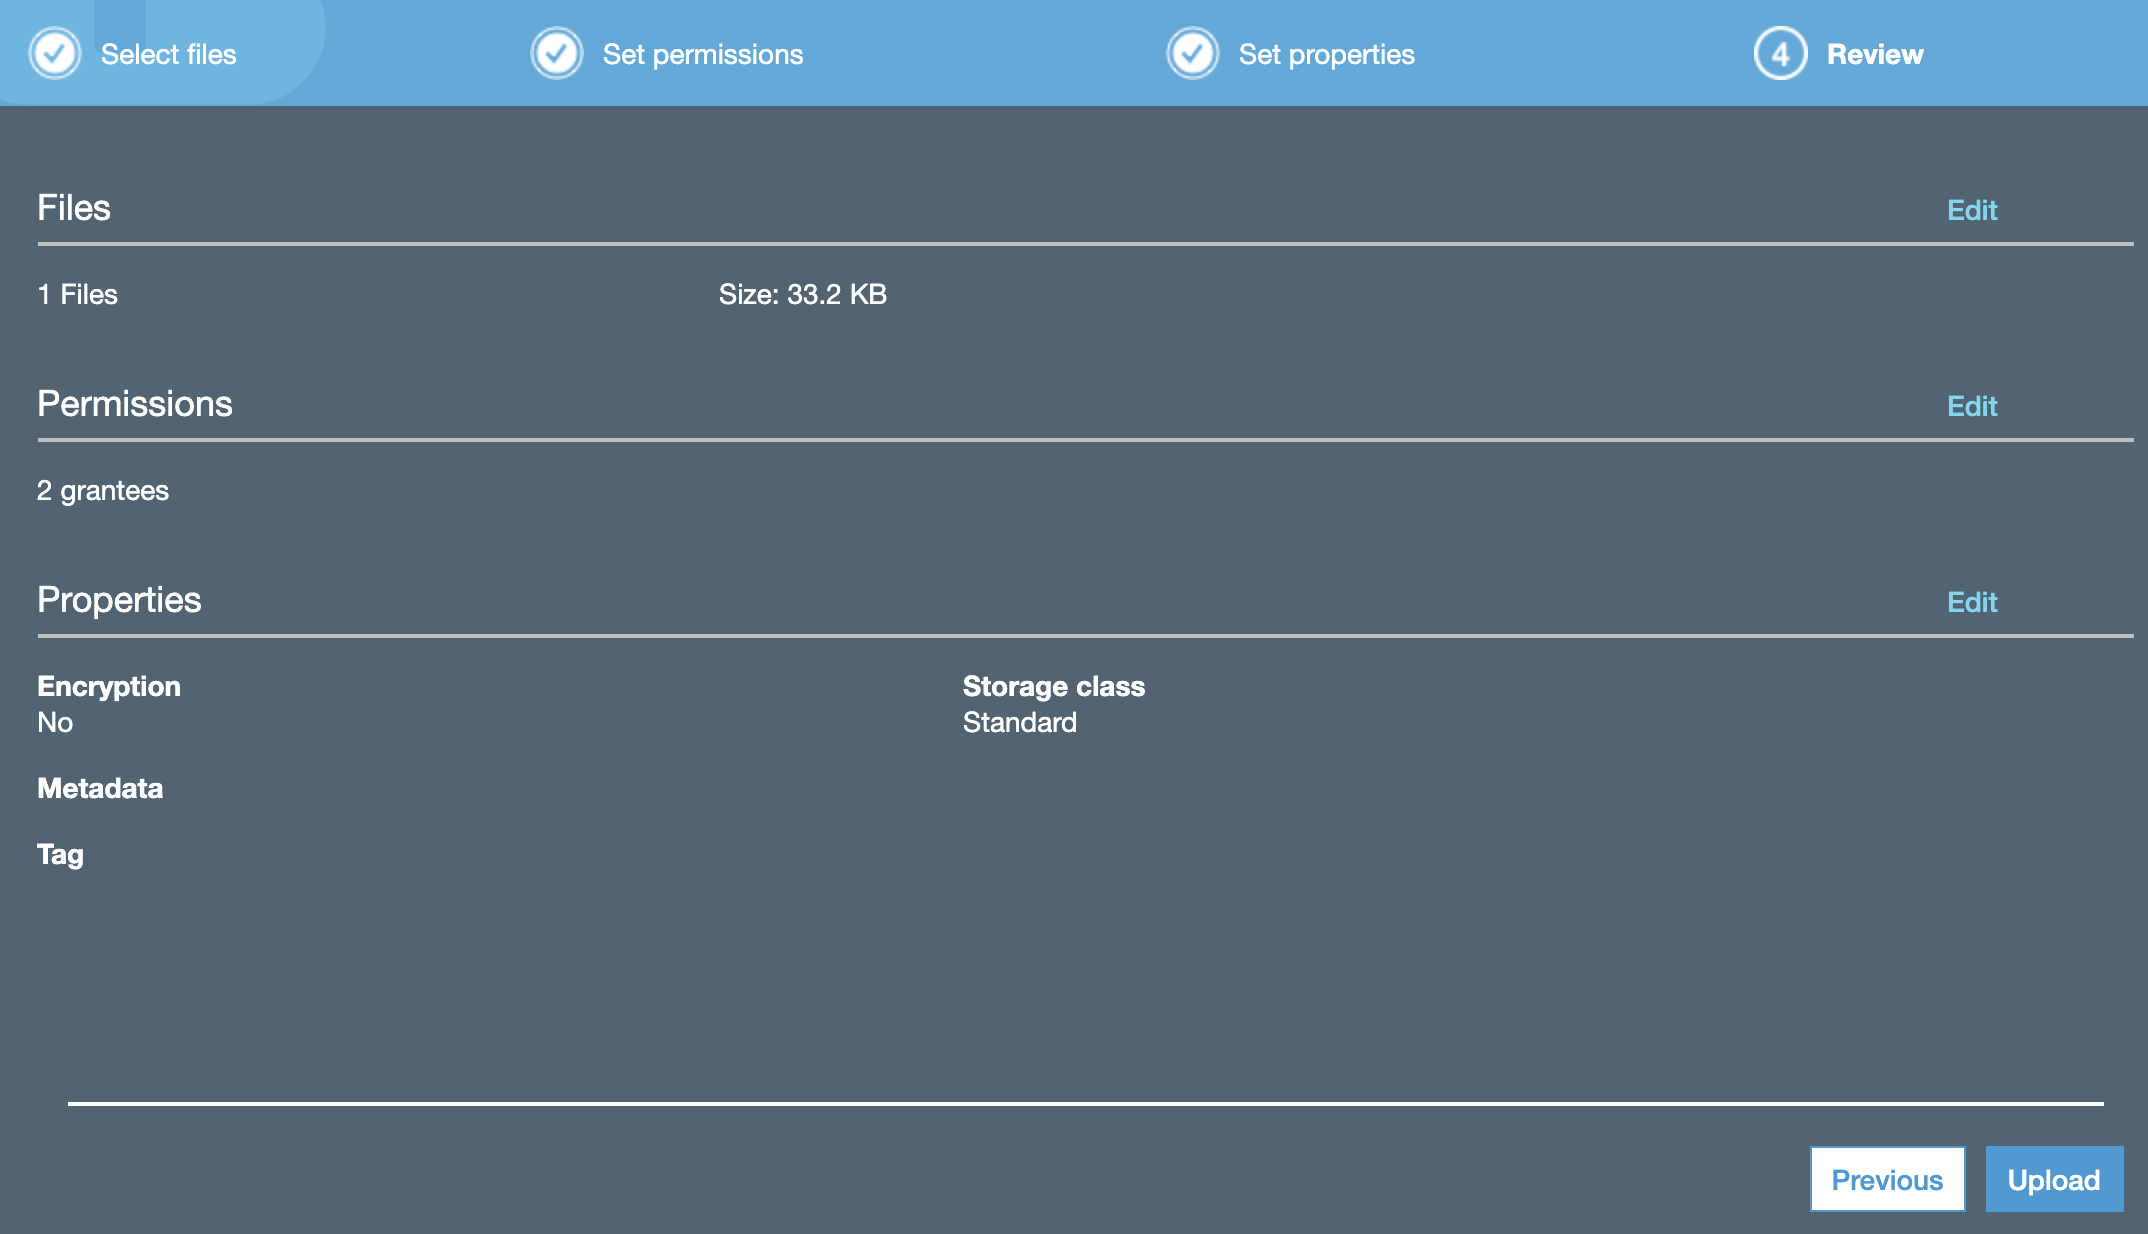 Select files
Set permissions
Set properties
4 Review
Files Edit
1 Files Size: 33.2 KB
Permissions Edit
2 grantees
Properties Edit
Encryption Storage class
No Standard
Metadata
Tag
Previous Upload